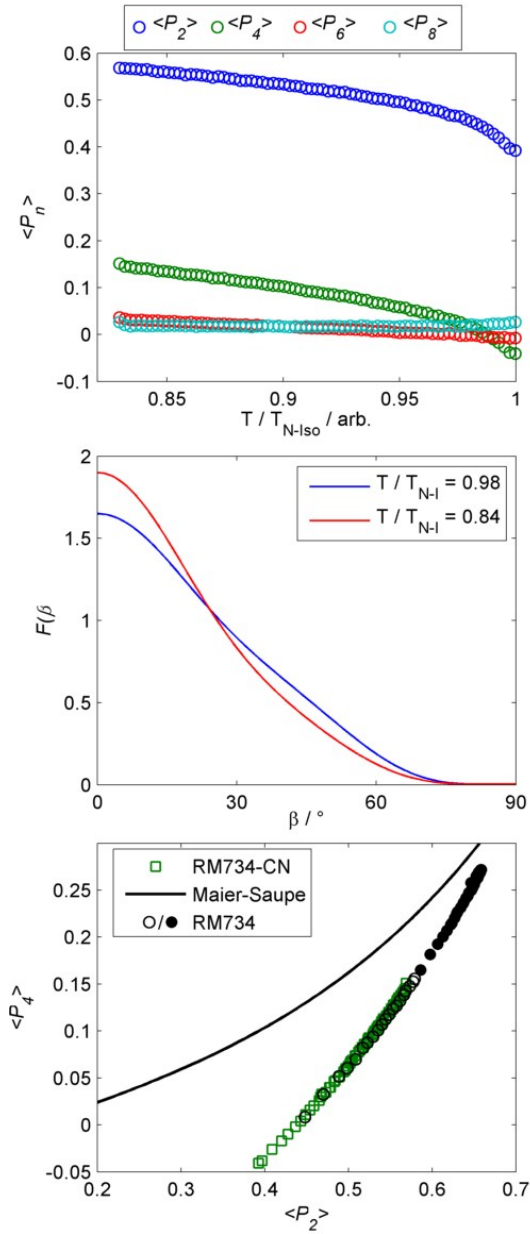 <P2> <P4> <P6> <P8>
0.6
0.5
0.4
0.3
0.2
0.1
0
-0.1
<Pn>
0.85 0.9 0.95 1
T / TN-Iso / arb.
2
1.5
1
0.5
0
F(β
T / TN-I = 0.98
T / TN-I = 0.84
0 30 60 90
β / °
RM734-CN
Maier-Saupe
O/● RM734
0.25
0.2
0.15
0.1
0.05
0
-0.05
<P4>
0.2 0.3 0.4 0.5 0.6 0.7
<P2>